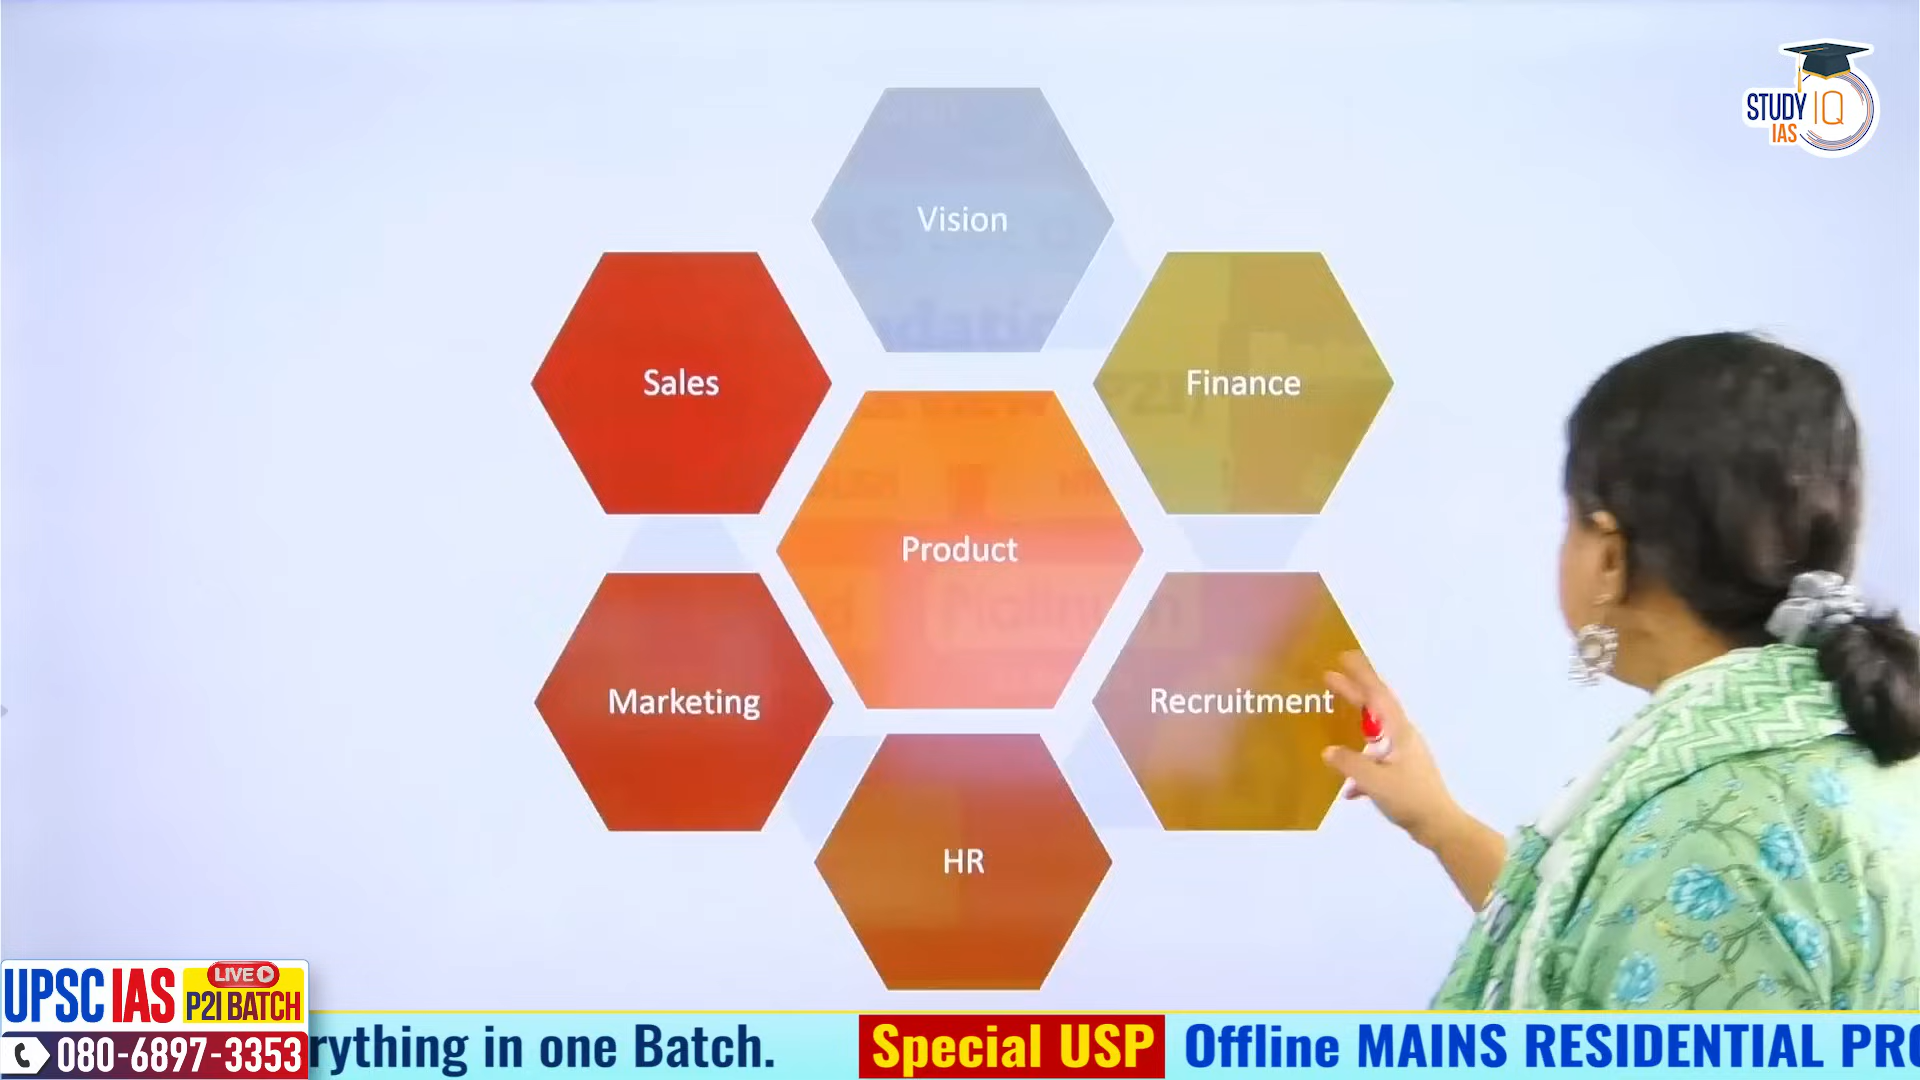 STUDY IQ
IAS
Vision
Sales
Finance
Product
Marketing
Recruitment
HR
UPSC IAS
LIVE
P2I BATCH
080-6897-3353
rything in one Batch.
Special USP
Offline MAINS RESIDENTIAL PRO